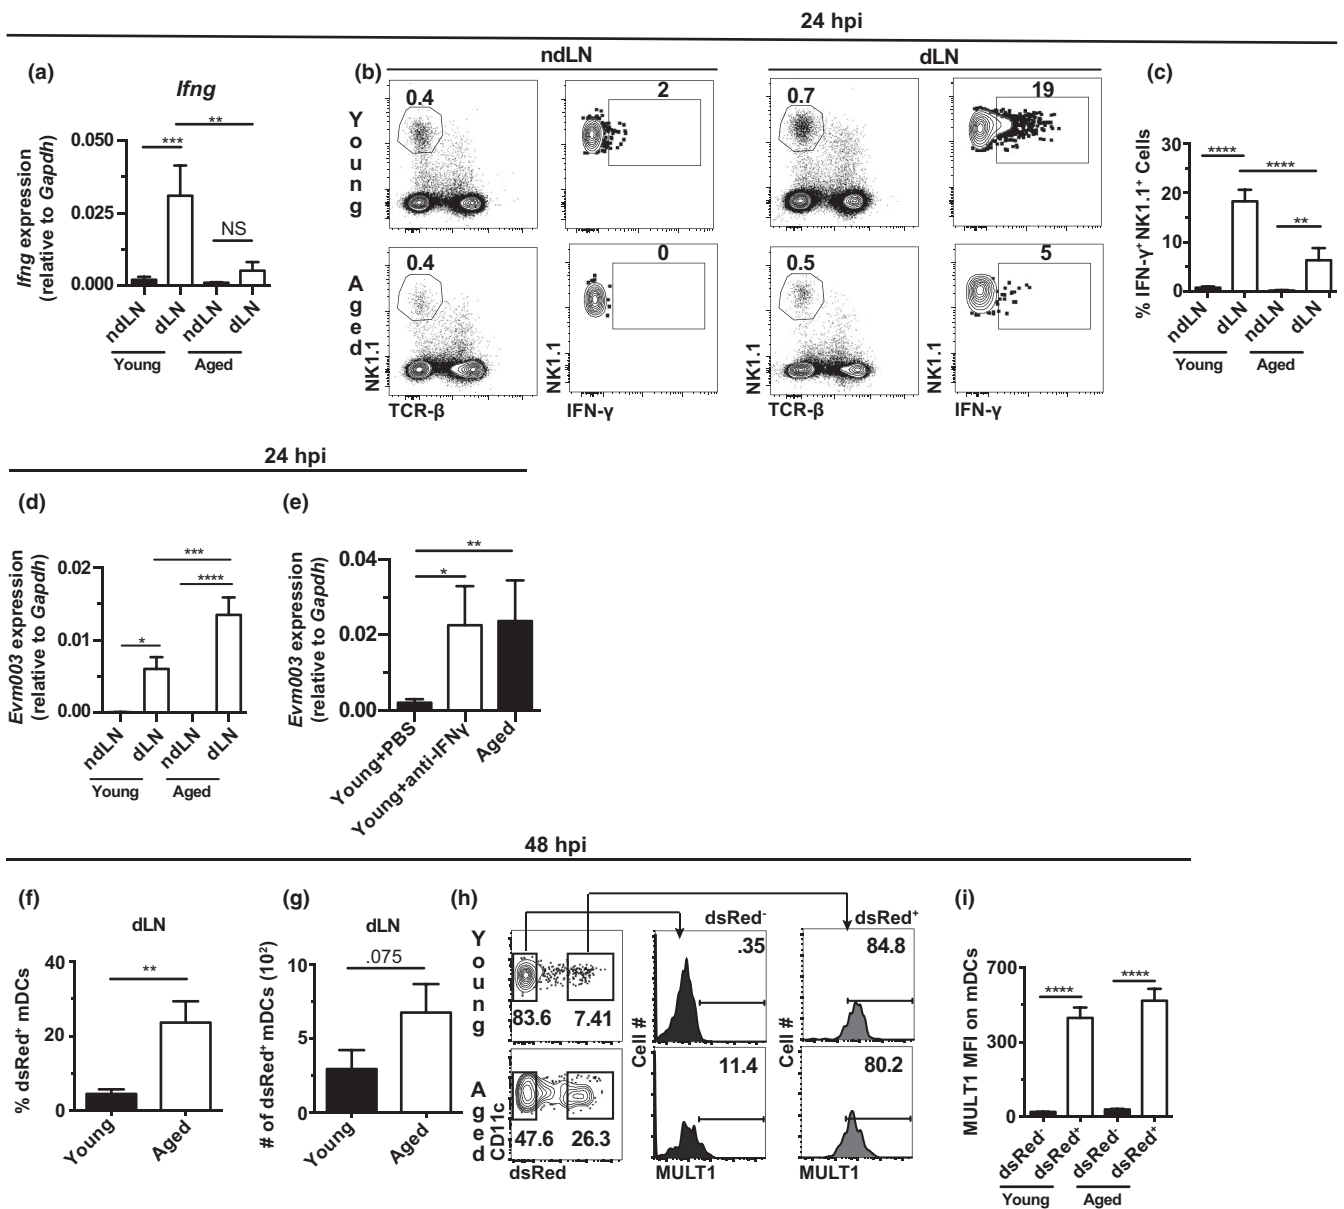 24 hpi
(a)
Ifng
Ifng expression
(relative to Gapdh)
0.050
0.025
0.000
***
**
NS
ndLN
dLN
ndLN
dLN
Young
Aged
(b)
ndLN
dLN
Young
0.4
2
0.7
19
Aged
0.4
0
0.5
5
NK1.1
NK1.1
NK1.1
NK1.1
TCR-β
IFN-γ
TCR-β
IFN-γ
(c)
% IFN-γ+ NK1.1+ Cells
30
20
10
0
****
****
**
ndLN
dLN
ndLN
dLN
Young
Aged
24 hpi
(d)
Evm003 expression
(relative to Gapdh)
0.02
0.01
0.00
***
****
*
ndLN
dLN
ndLN
dLN
Young
Aged
(e)
Evm003 expression
(relative to Gapdh)
0.04
0.02
0.00
**
*
Young+PBS
Young+anti-IFNγ
Aged
48 hpi
(f)
dLN
% dsRed+ mDCs
40
20
0
**
Young
Aged
(g)
dLN
# of dsRed+ mDCs (10²)
10
5
0
.075
Young
Aged
(h)
dsRed-
dsRed+
Young
83.6
7.41
.35
84.8
Aged
47.6
26.3
11.4
80.2
CD11c
Cell #
Cell #
dsRed
MULT1
MULT1
(i)
MULT1 MFI on mDCs
700
300
0
****
****
dsRed-
dsRed+
dsRed-
dsRed+
Young
Aged